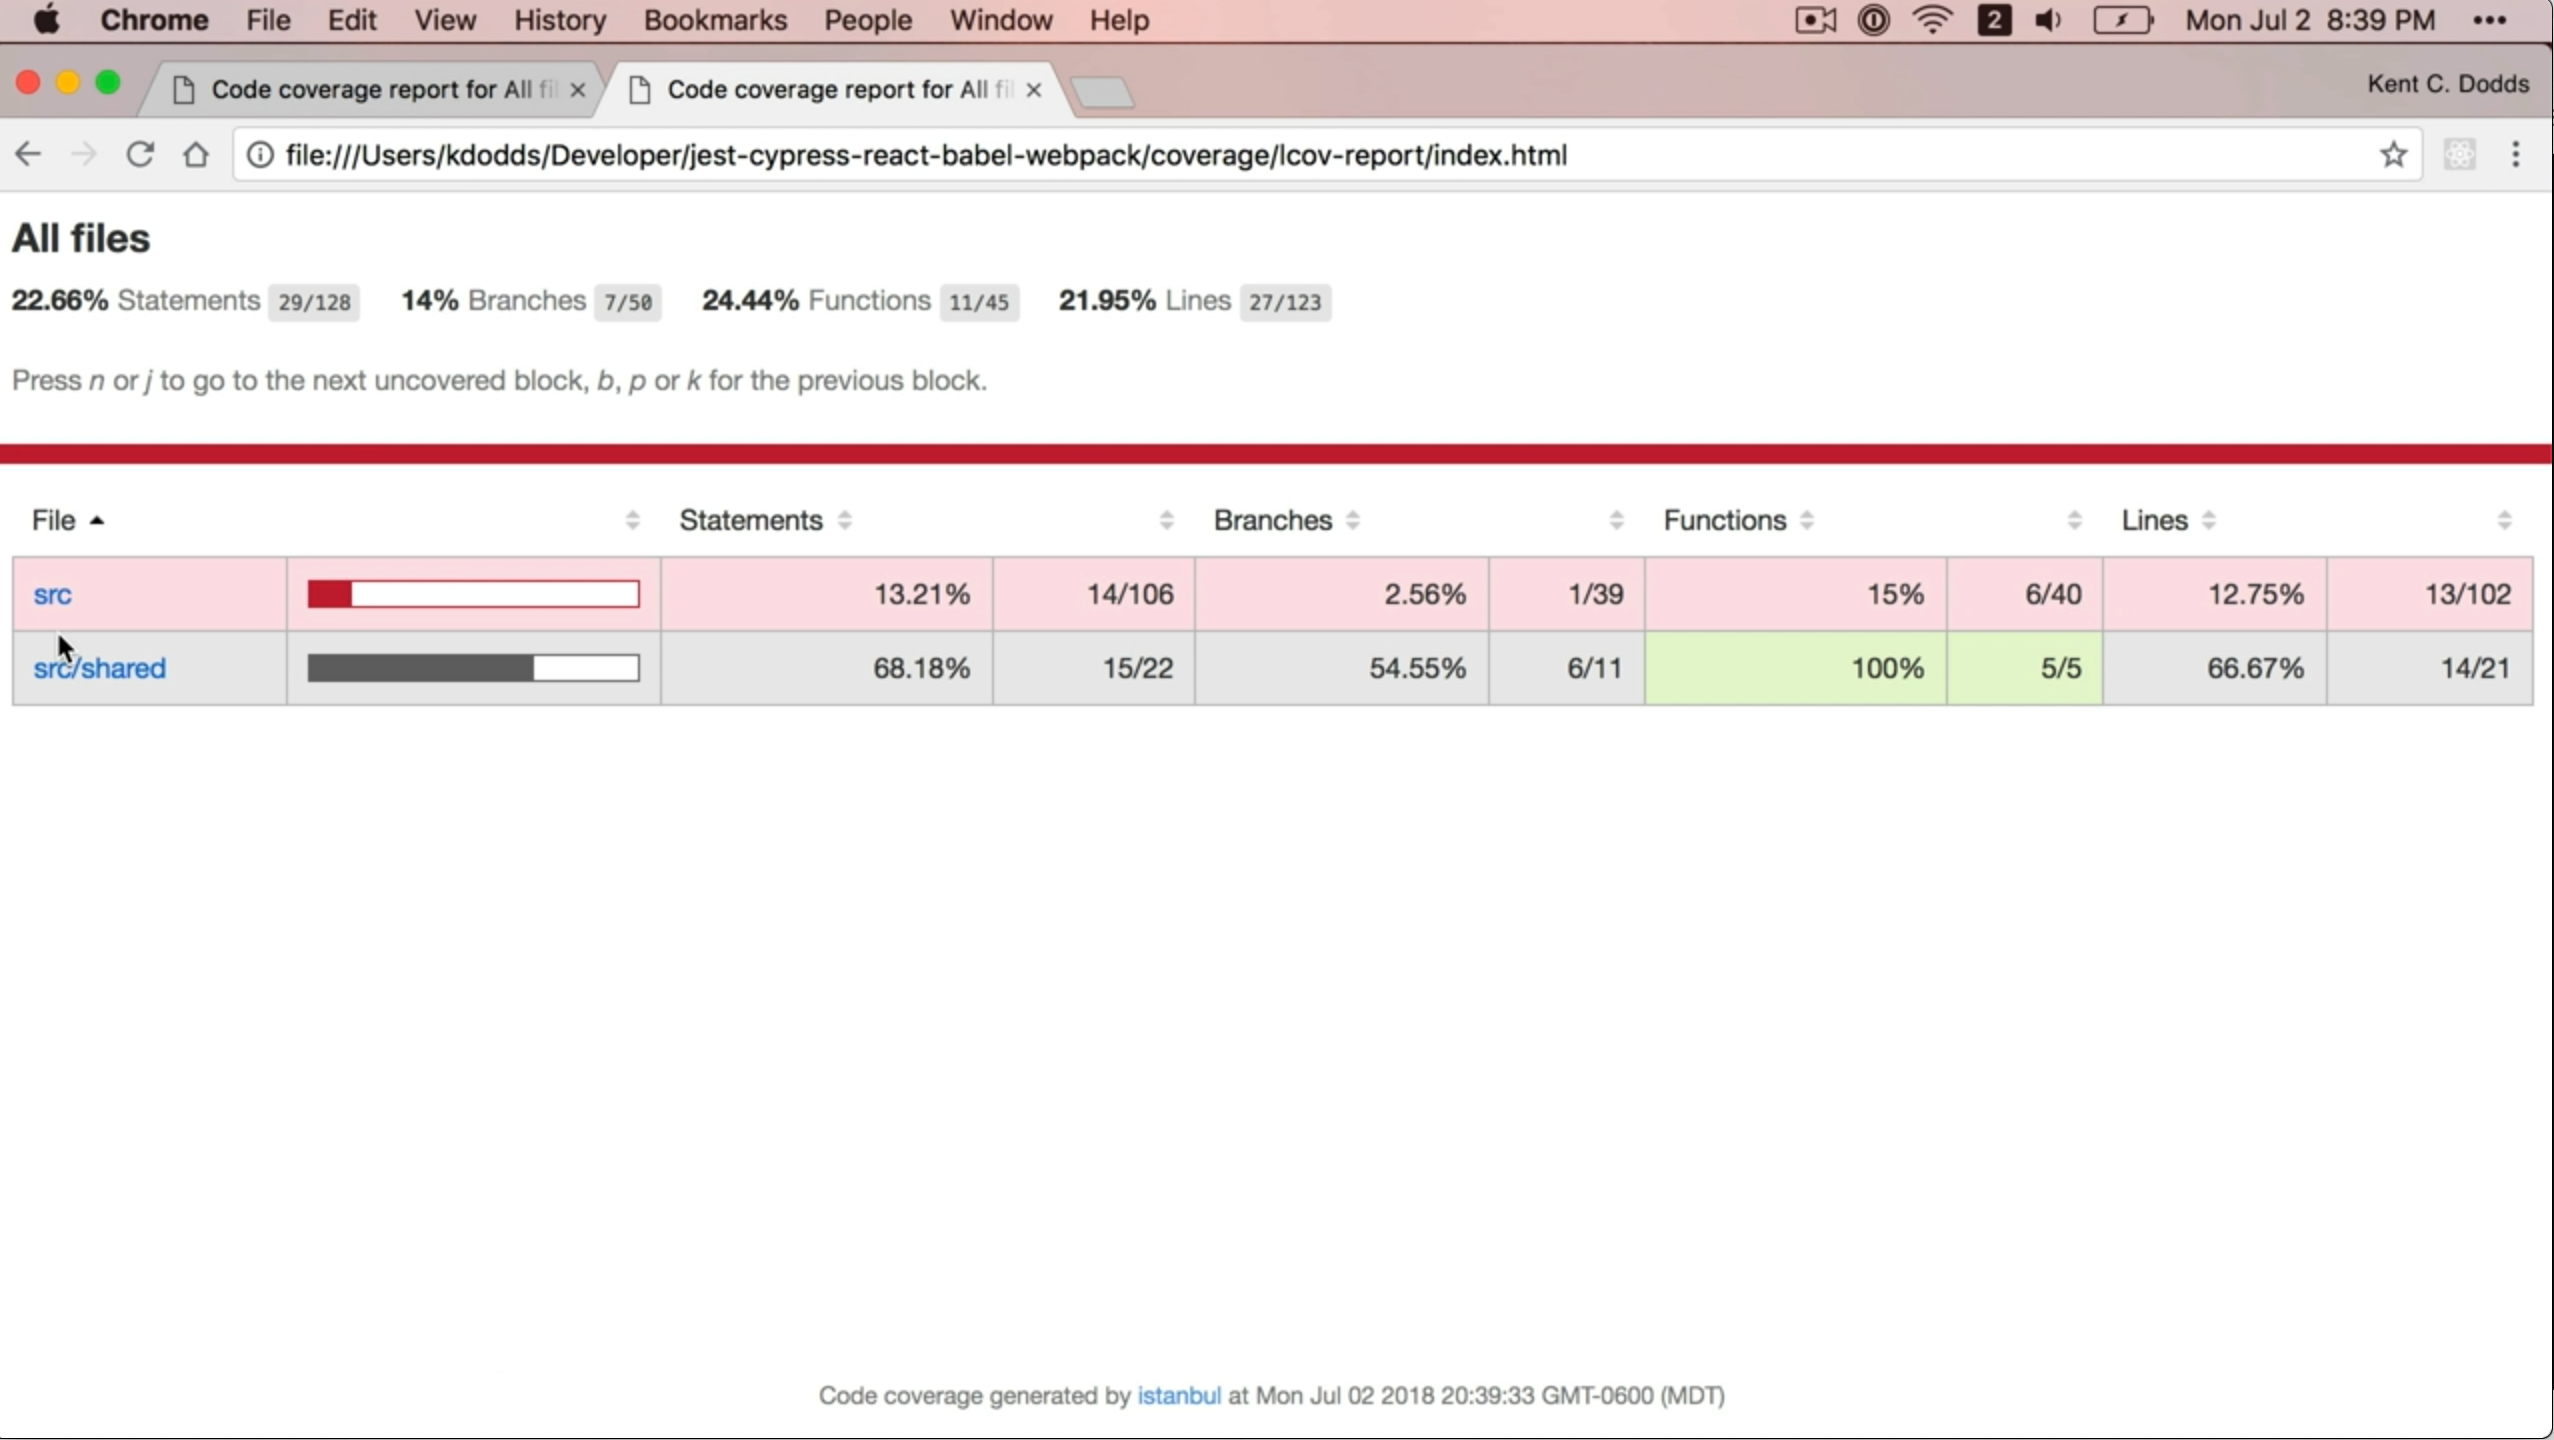 Chrome File Edit View History Bookmarks People Window Help 2 Mon Jul 2 8:39 PM
Code coverage report for All fil Code coverage report for All fil Kent C. Dodds
file:///Users/kdodds/Developer/jest-cypress-react-babel-webpack/coverage/lcov-report/index.html
All files
22.66% Statements 29/128 14% Branches 7/50 24.44% Functions 11/45 21.95% Lines 27/123
Press n or j to go to the next uncovered block, b, p or k for the previous block.
File Statements Branches Functions Lines
src 13.21% 14/106 2.56% 1/39 15% 6/40 12.75% 13/102
src/shared 68.18% 15/22 54.55% 6/11 100% 5/5 66.67% 14/21
Code coverage generated by istanbul at Mon Jul 02 2018 20:39:33 GMT-0600 (MDT)